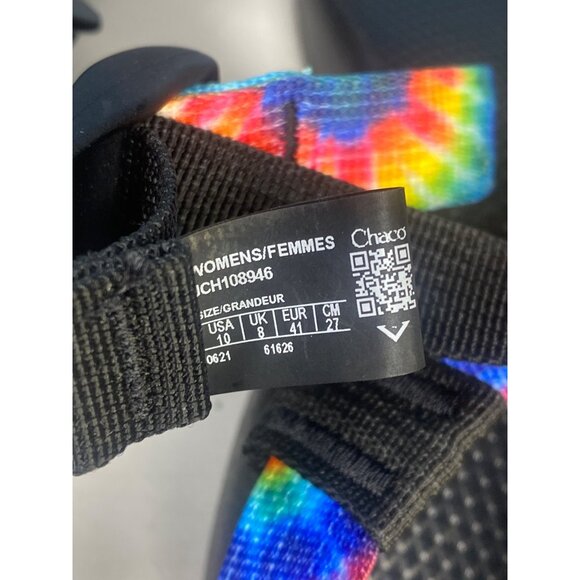 WOMENS/FEMMES
JCH108946
SIZE/GRANDEUR
USA UK EUR CM
10 8 41 27
0621 61626
Chaco